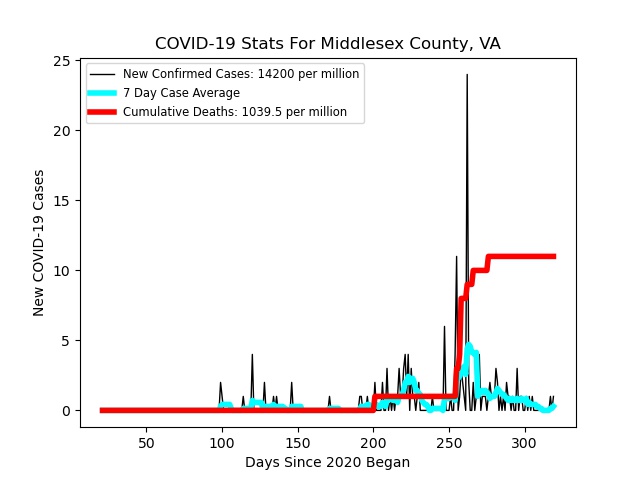 COVID-19 Stats For Middlesex County, VA
New Confirmed Cases: 14200 per million
7 Day Case Average
Cumulative Deaths: 1039.5 per million
New COVID-19 Cases
25
20
15
10
5
0
50 100 150 200 250 300
Days Since 2020 Began